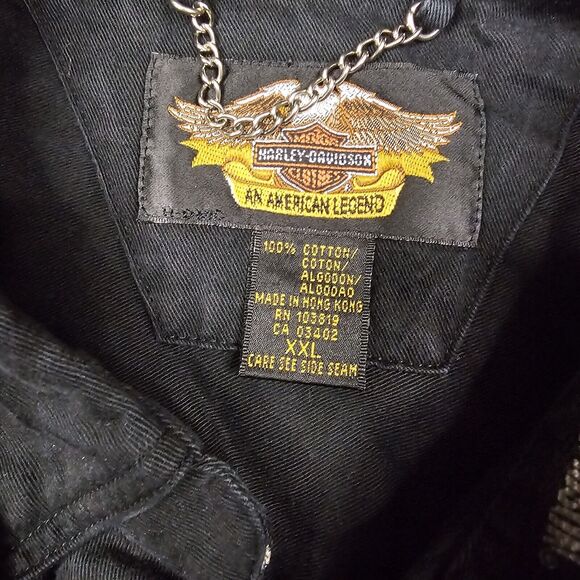 MOTOR
HARLEY-DAVIDSON
AN AMERICAN LEGEND
100% COTTON/
COTON/
ALGODON/
ALGODAO
MADE IN HONG KONG
RN 103819
CA 03402
XXL
CARE SEE SIDE SEAM